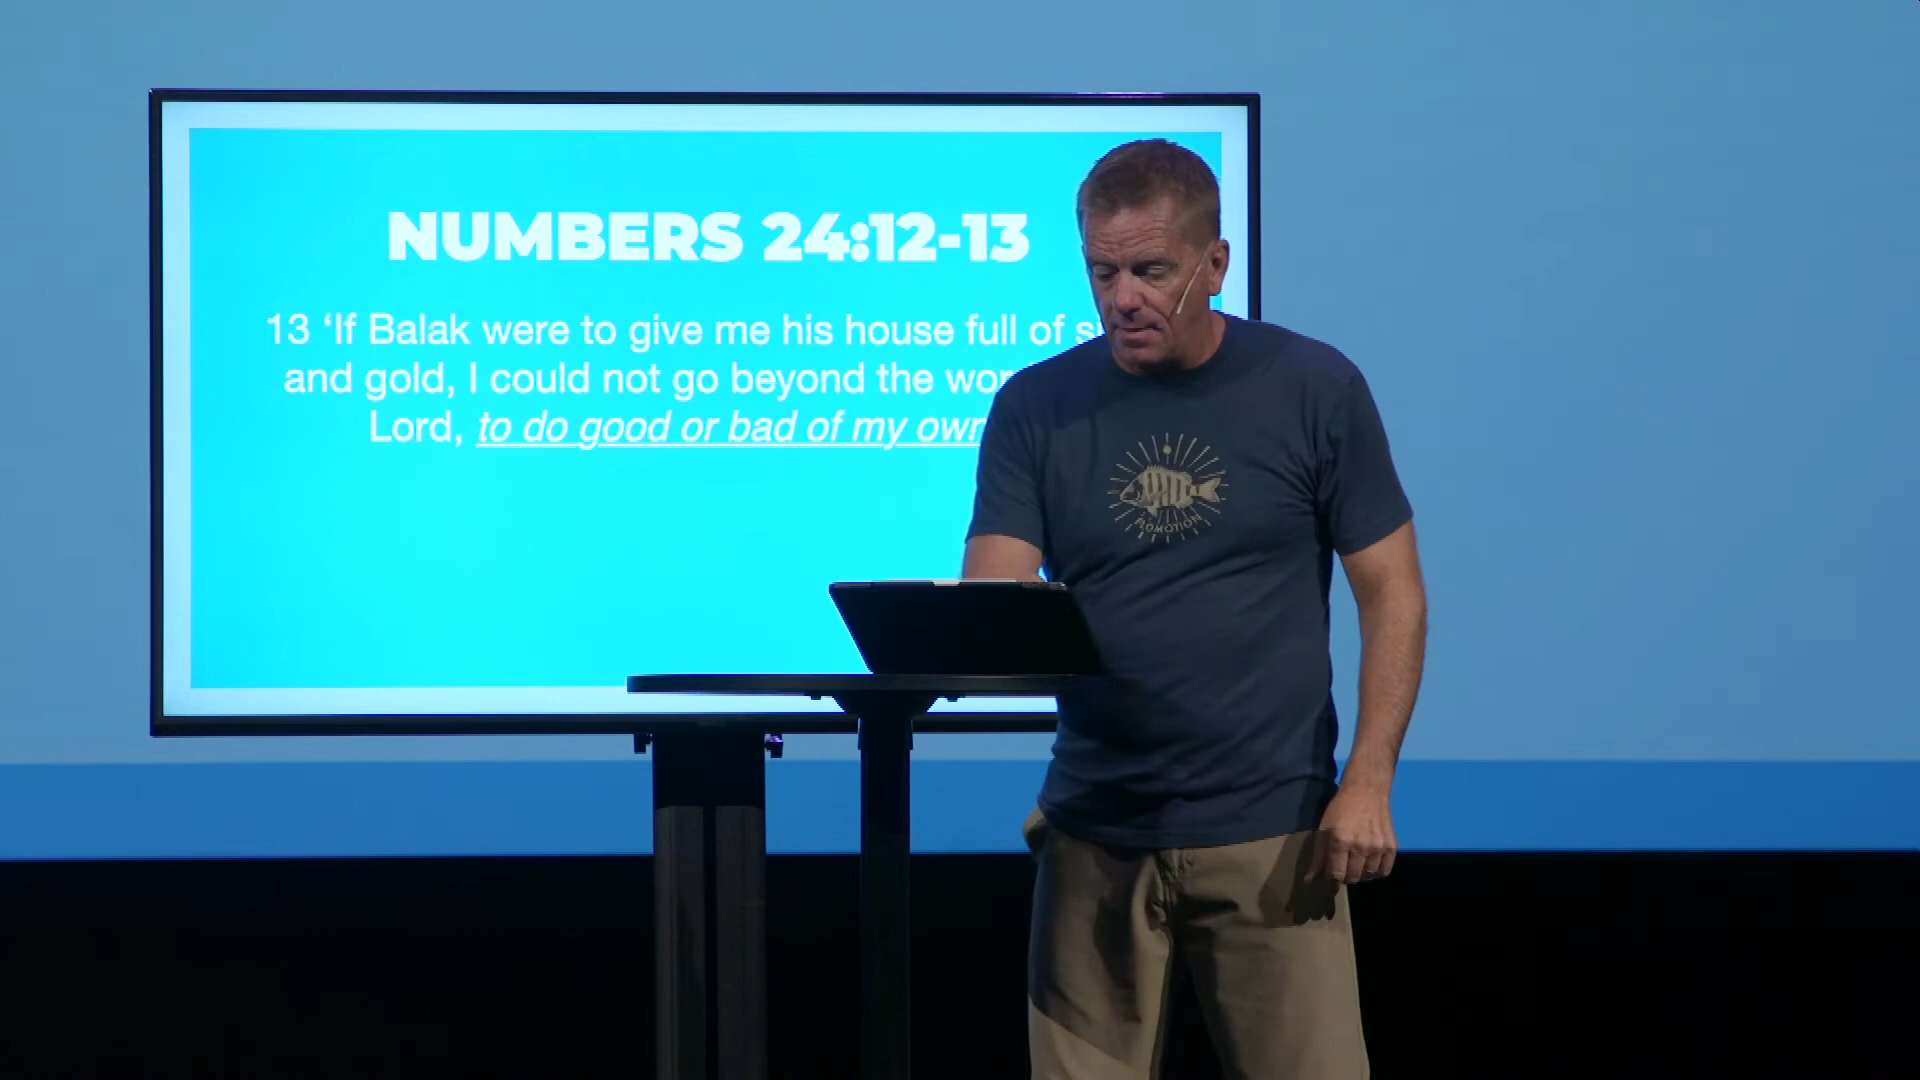 NUMBERS 24:12-13
13 ‘If Balak were to give me his house full of
and gold, I could not go beyond the
Lord, to do good or bad of my own